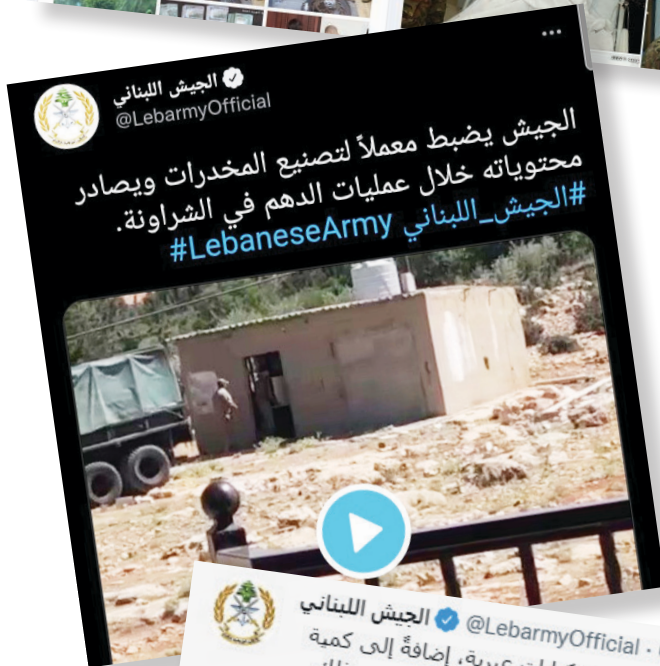 الجيش اللبناني
@LebarmyOfficial
الجيش يضبط معملاً لتصنيع المخدرات ويصادر
محتوياته خلال عمليات الدهم في الشراونة.
#الجيش_اللبناني #LebaneseArmy
الجيش اللبناني @LebarmyOfficial ·
إضافةً إلى كمية